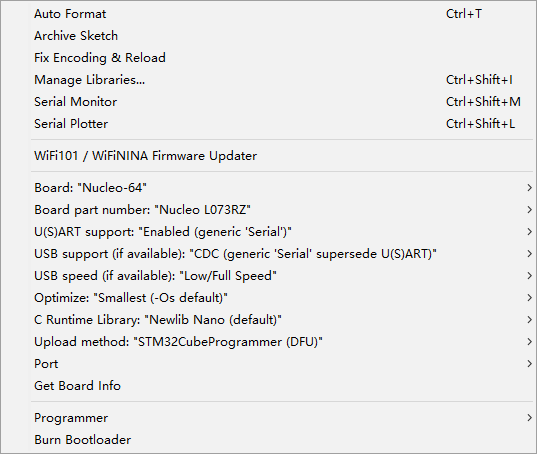 Auto Format Ctrl+T
Archive Sketch
Fix Encoding & Reload
Manage Libraries... Ctrl+Shift+I
Serial Monitor Ctrl+Shift+M
Serial Plotter Ctrl+Shift+L
WiFi101 / WiFiNINA Firmware Updater
Board: "Nucleo-64"
Board part number: "Nucleo L073RZ"
U(S)ART support: "Enabled (generic 'Serial')"
USB support (if available): "CDC (generic 'Serial' supersede U(S)ART)"
USB speed (if available): "Low/Full Speed"
Optimize: "Smallest (-Os default)"
C Runtime Library: "Newlib Nano (default)"
Upload method: "STM32CubeProgrammer (DFU)"
Port
Get Board Info
Programmer
Burn Bootloader